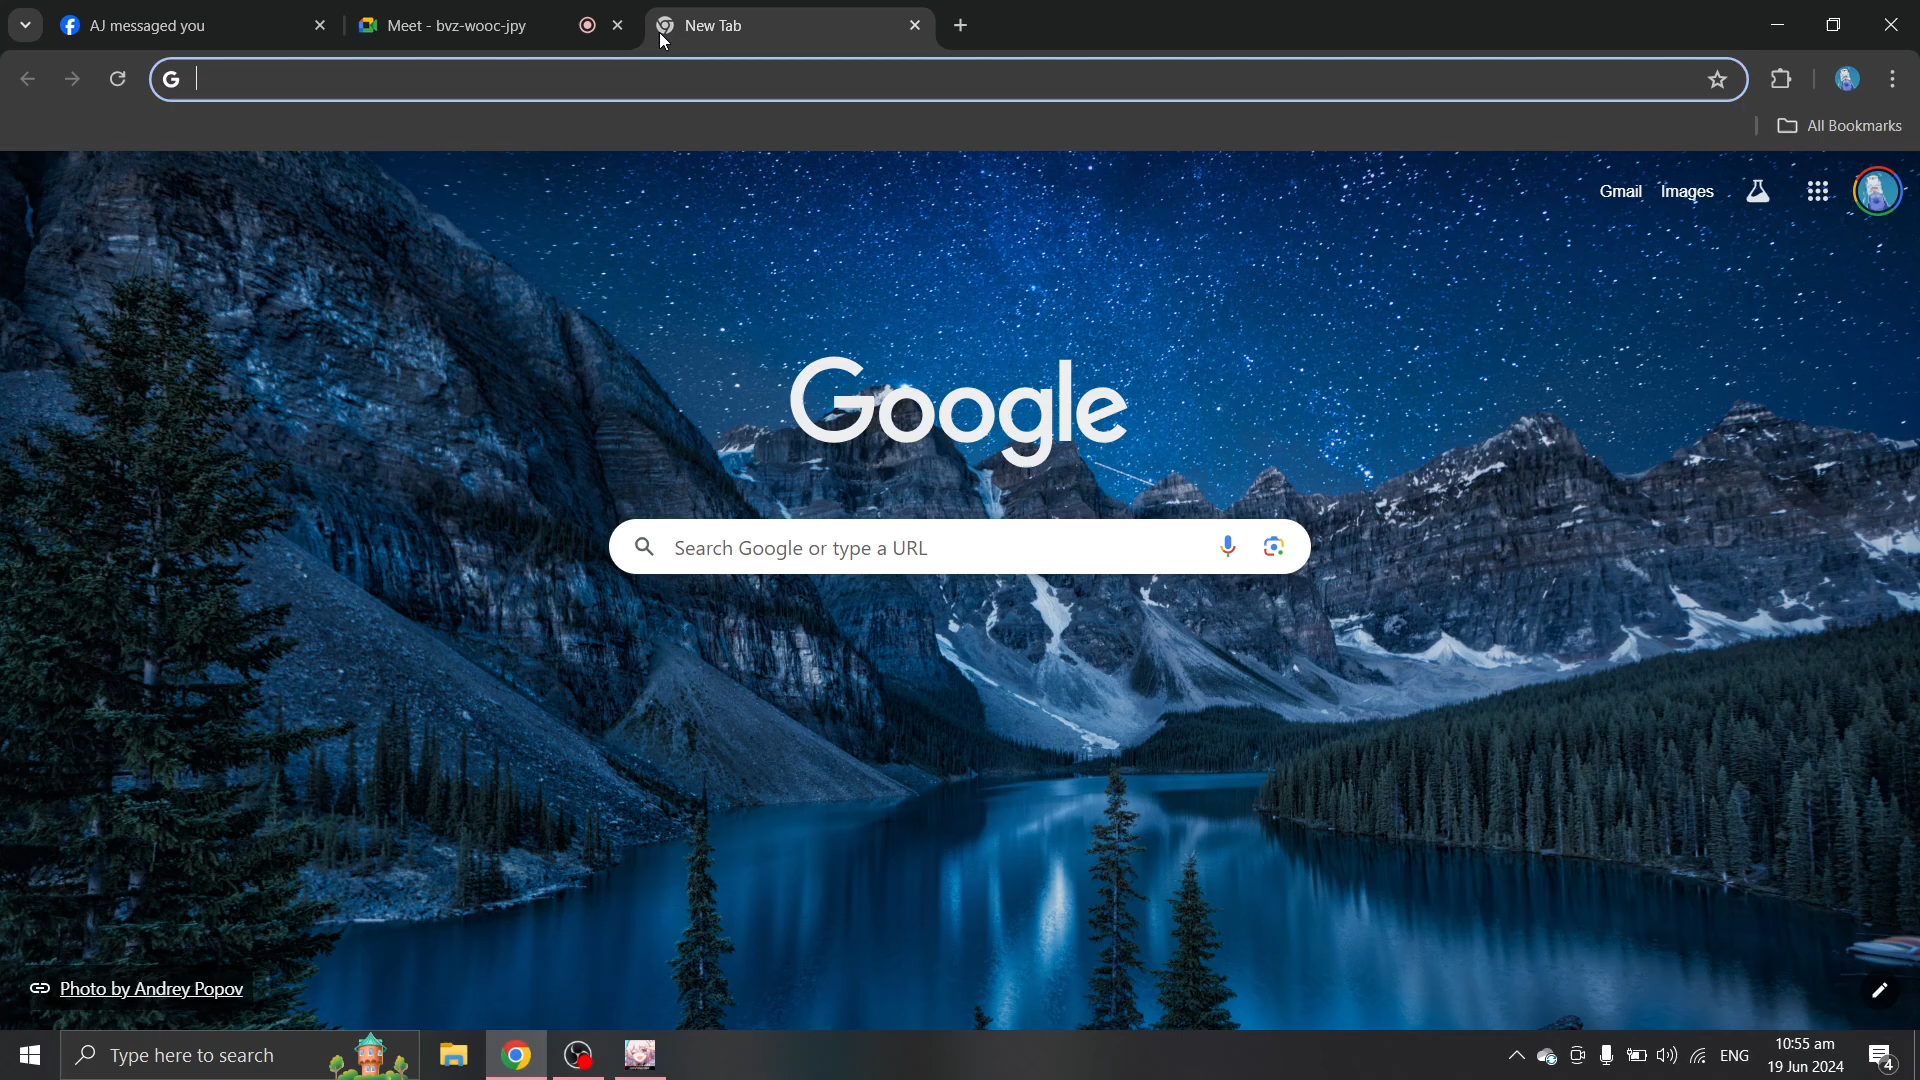 AJ messaged you
Meet - bvz-wooc-jpy
New Tab
All Bookmarks
Gmail
Images
Google
Search Google or type a URL
Photo by Andrey Popov
Type here to search
ENG
10:55 am
19 Jun 2024
4